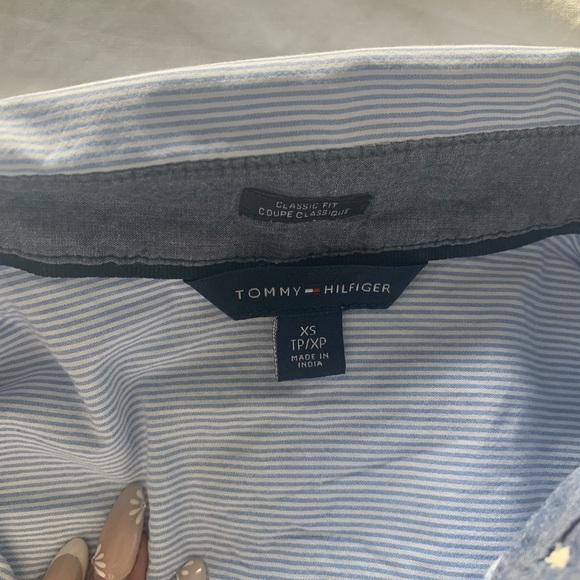 CLASSIC FIT
COUPE CLASSIQUE
TOMMY HILFIGER
XS
TP/XP
MADE IN
INDIA